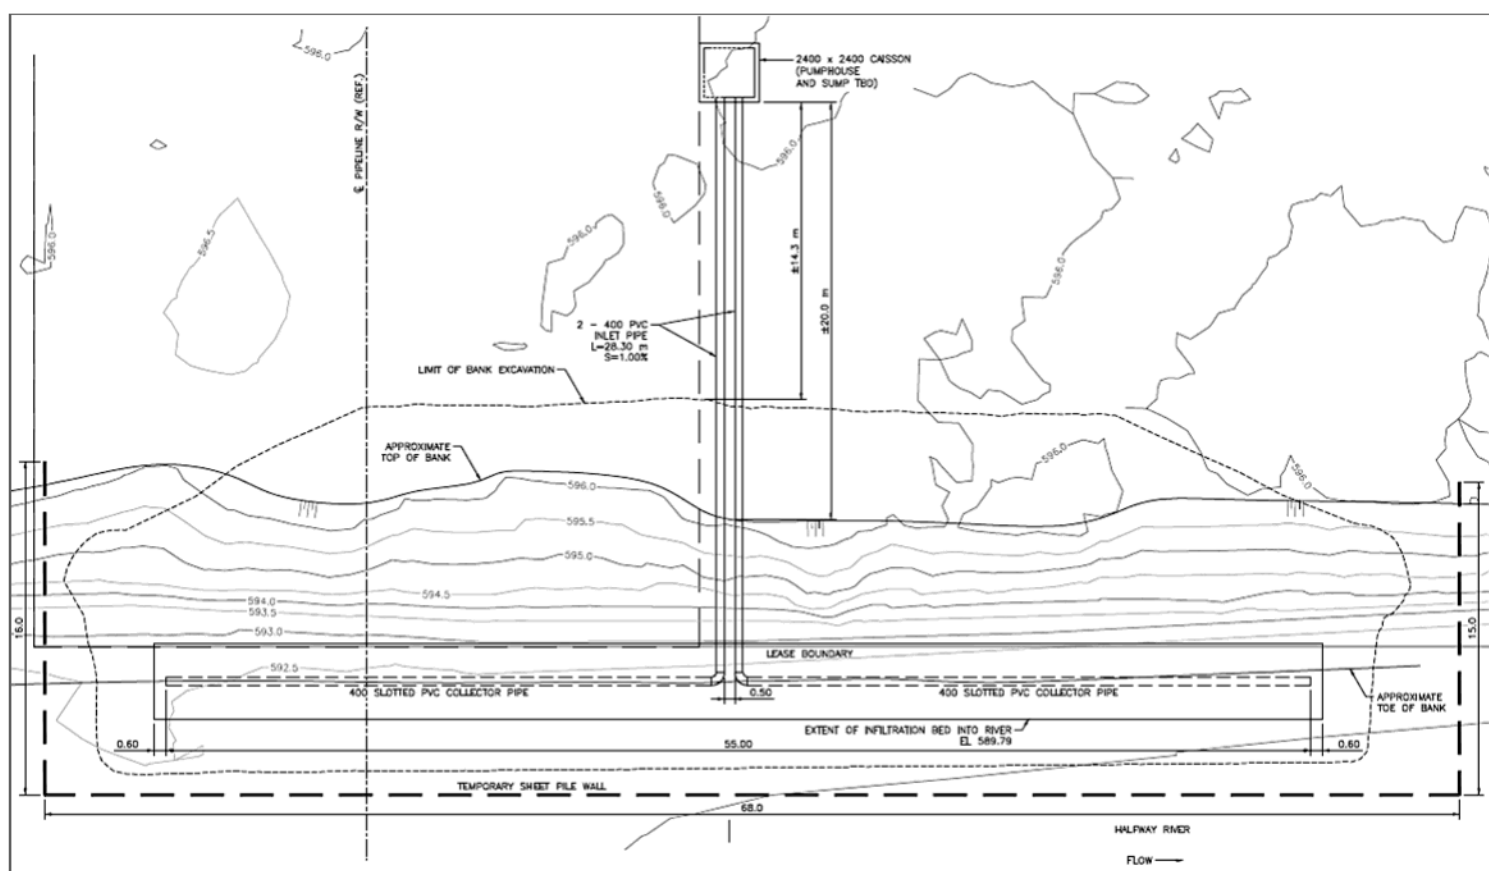 596.0
2400 x 2400 CAISSON
(PUMPHOUSE
AND SUMP TBD)
℄ PIPELINE R/W (REF.)
596.0
596.0
596.0
596.5
596.0
596.0
±14.3 m
±20.0 m
2 - 400 PVC
INLET PIPE
L=28.30 m
S=1.00%
LIMIT OF BANK EXCAVATION
APPROXIMATE
TOP OF BANK
596.0
596.0
596.0
595.5
595.0
594.5
594.0
593.5
593.0
592.5
16.0
15.0
LEASE BOUNDARY
400 SLOTTED PVC COLLECTOR PIPE
0.50
400 SLOTTED PVC COLLECTOR PIPE
APPROXIMATE
TOE OF BANK
EXTENT OF INFILTRATION BED INTO RIVER
EL 589.79
0.60
55.00
0.60
TEMPORARY SHEET PILE WALL
68.0
HALFWAY RIVER
FLOW